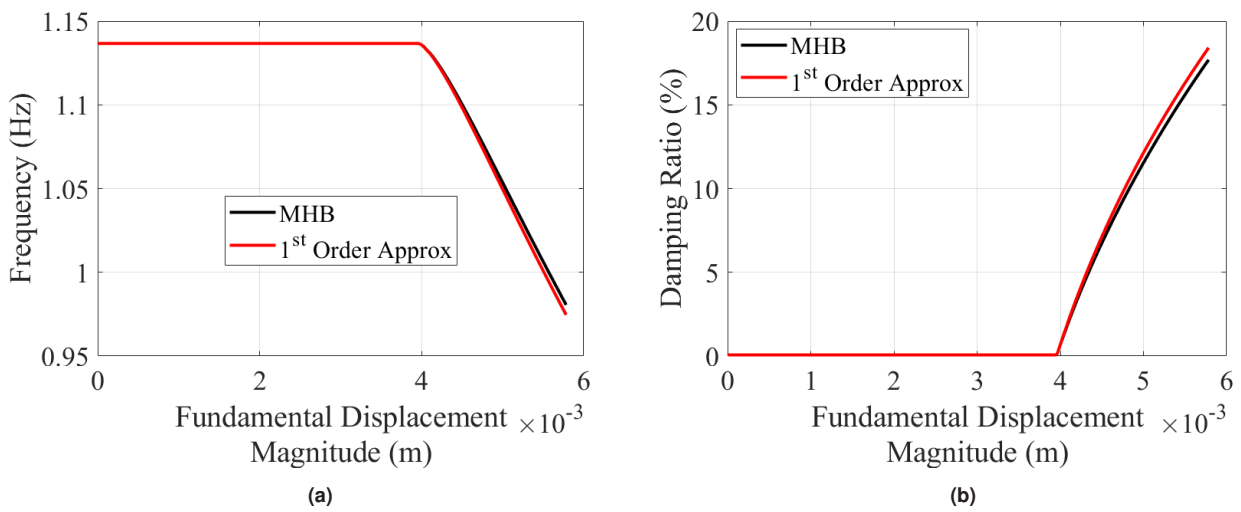 1.15
1.1
1.05
1
0.95
Frequency (Hz)
MHB
1st Order Approx
0
2
4
6
×10-3
Fundamental Displacement
Magnitude (m)
(a)
20
15
10
5
0
Damping Ratio (%)
MHB
1st Order Approx
0
1
2
3
4
5
6
×10-3
Fundamental Displacement
Magnitude (m)
(b)